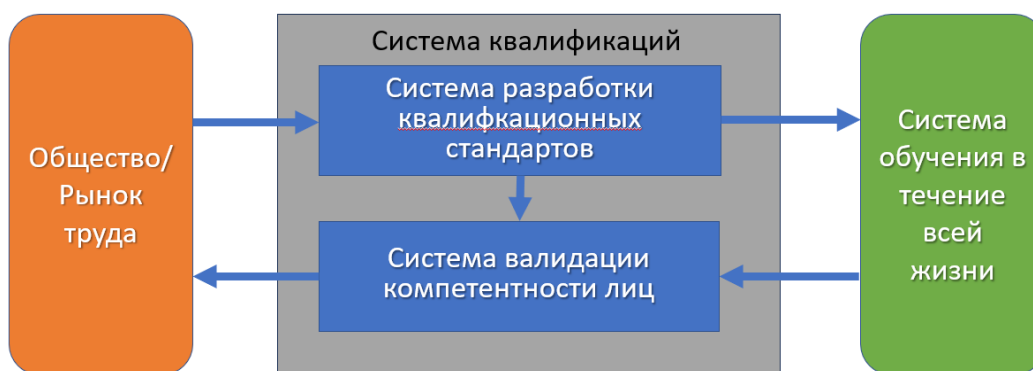 Система квалификаций
Система разработки
квалифкационных
стандартов
Общество/
Рынок
труда
Система валидации
компетентности лиц
Система
обучения в
течение
всей
жизни